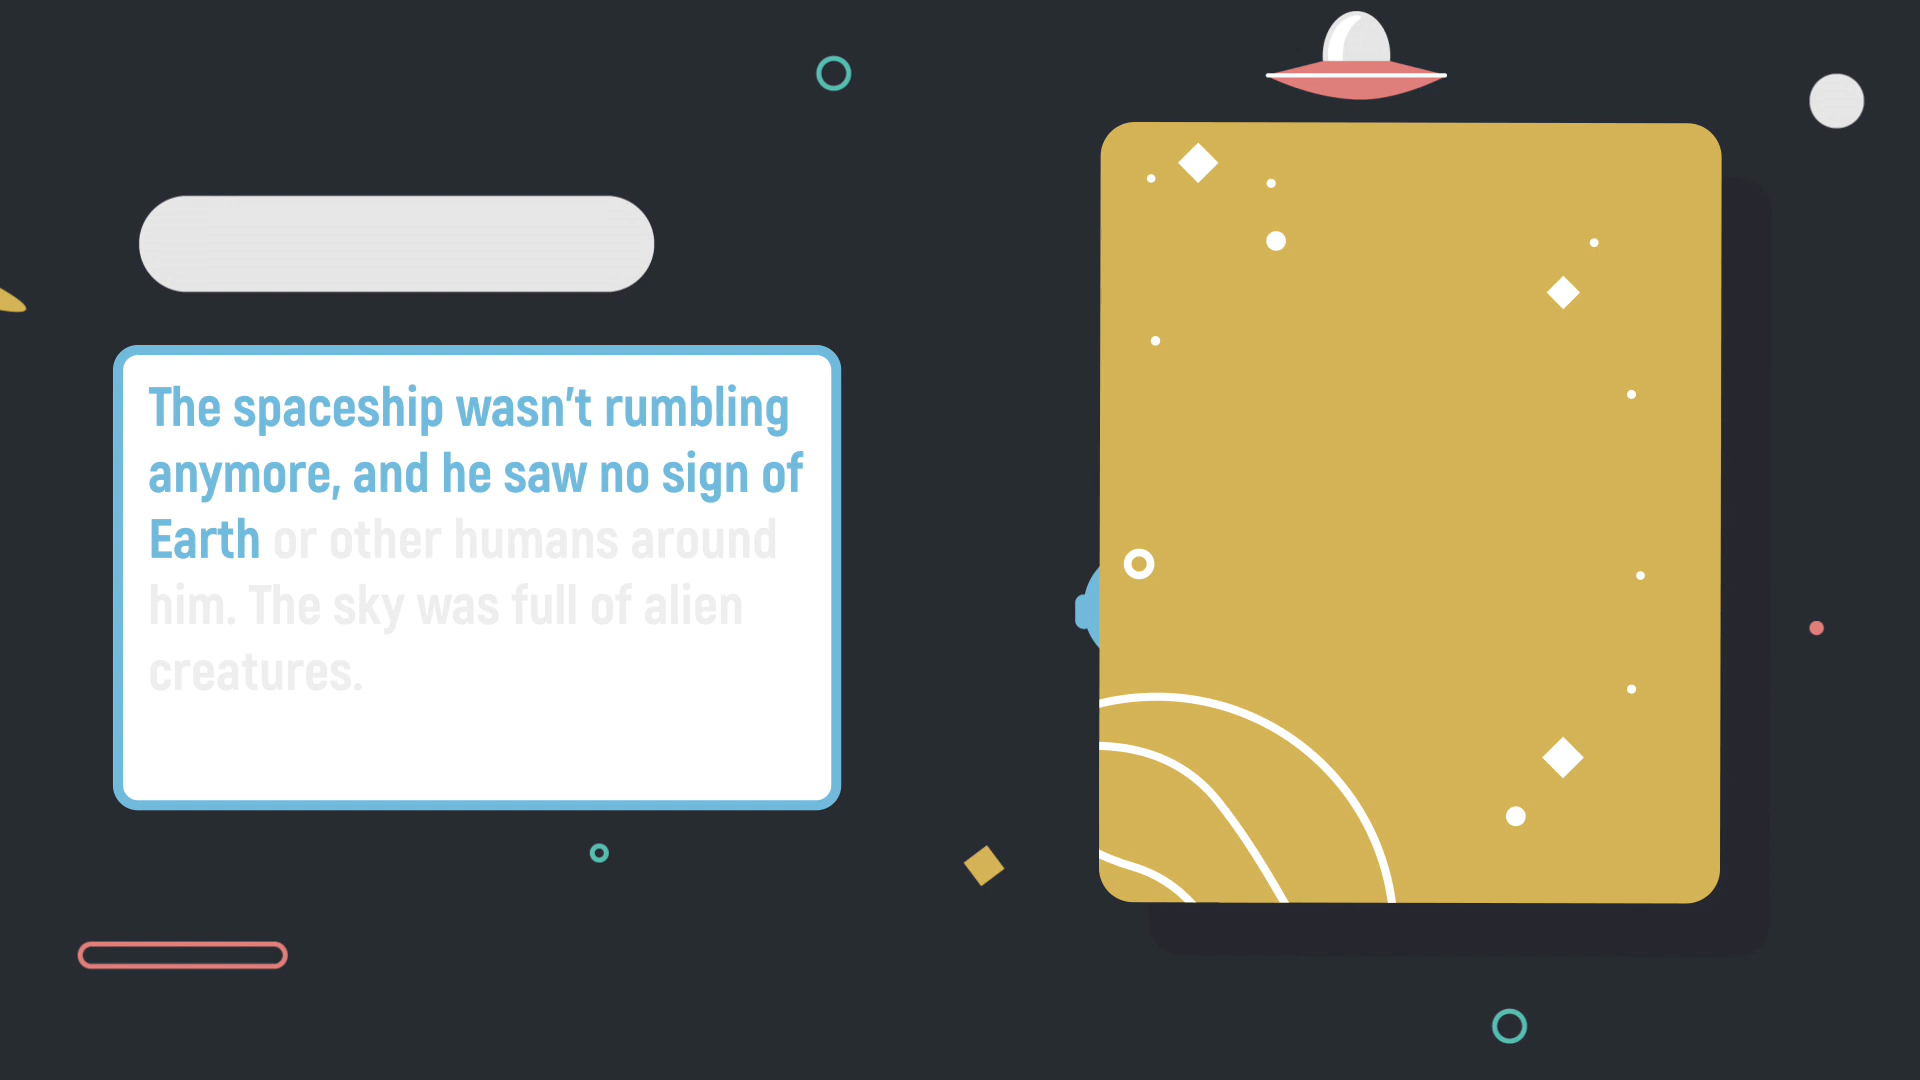 The spaceship wasn’t rumbling
anymore, and he saw no sign of
Earth or other humans around
him. The sky was full of alien
creatures.